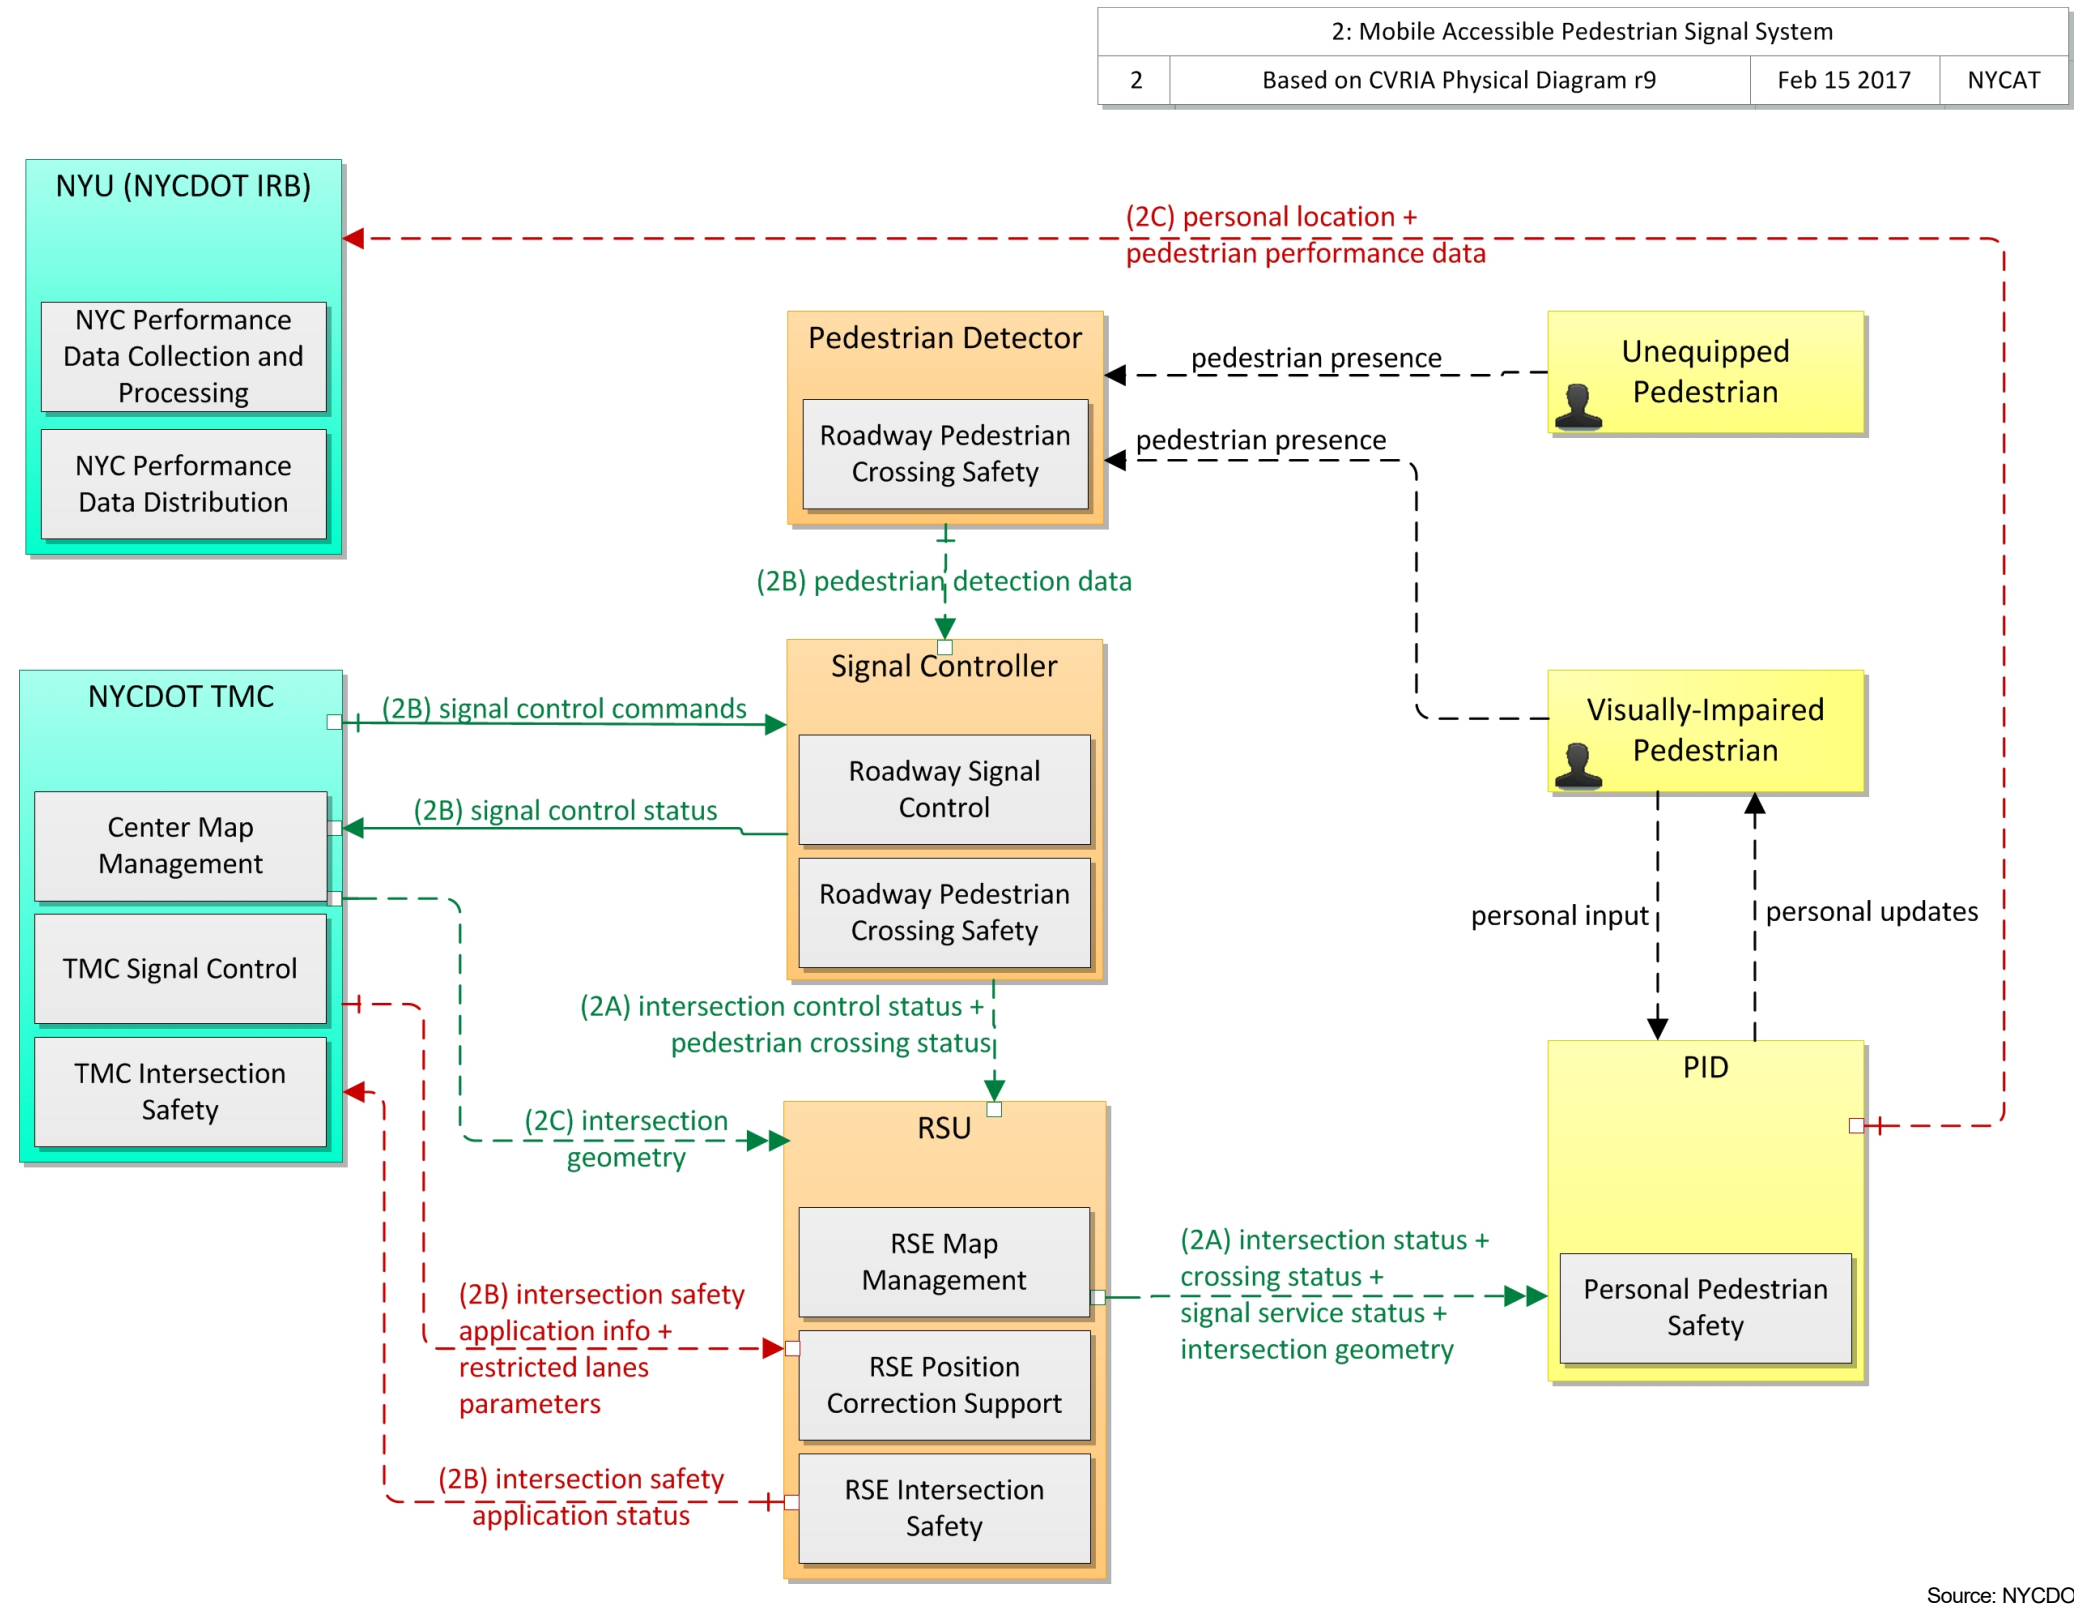 2: Mobile Accessible Pedestrian Signal System
2 Based on CVRIA Physical Diagram r9 Feb 15 2017 NYCAT
NYU (NYCDOT IRB)
NYC Performance
Data Collection and
Processing
NYC Performance
Data Distribution
(2C) personal location +
pedestrian performance data
Pedestrian Detector
Roadway Pedestrian
Crossing Safety
pedestrian presence
pedestrian presence
Unequipped
Pedestrian
(2B) pedestrian detection data
NYCDOT TMC
Center Map
Management
TMC Signal Control
TMC Intersection
Safety
(2B) signal control commands
(2B) signal control status
Signal Controller
Roadway Signal
Control
Roadway Pedestrian
Crossing Safety
Visually-Impaired
Pedestrian
personal input
personal updates
(2A) intersection control status +
pedestrian crossing status
(2C) intersection
geometry
RSU
RSE Map
Management
RSE Position
Correction Support
RSE Intersection
Safety
PID
Personal Pedestrian
Safety
(2A) intersection status +
crossing status +
signal service status +
intersection geometry
(2B) intersection safety
application info +
restricted lanes
parameters
(2B) intersection safety
application status
Source: NYCDO